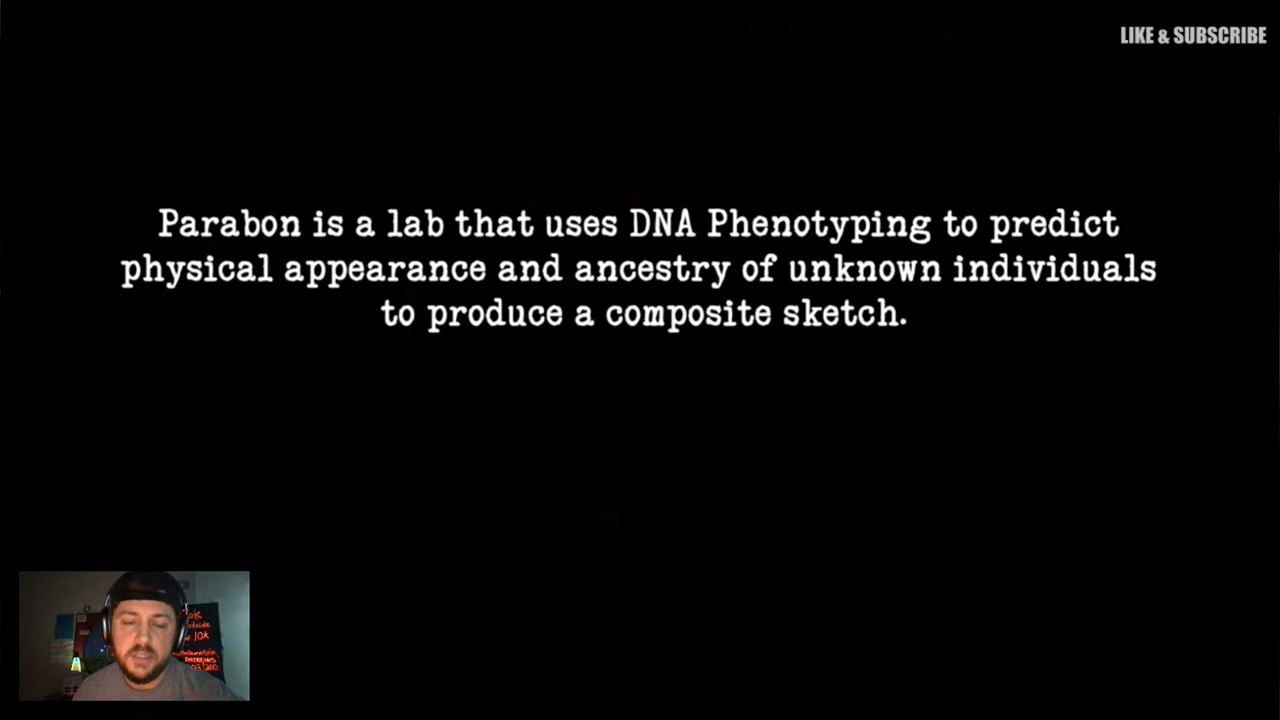 LIKE & SUBSCRIBE
Parabon is a lab that uses DNA Phenotyping to predict
physical appearance and ancestry of unknown individuals
to produce a composite sketch.
10k